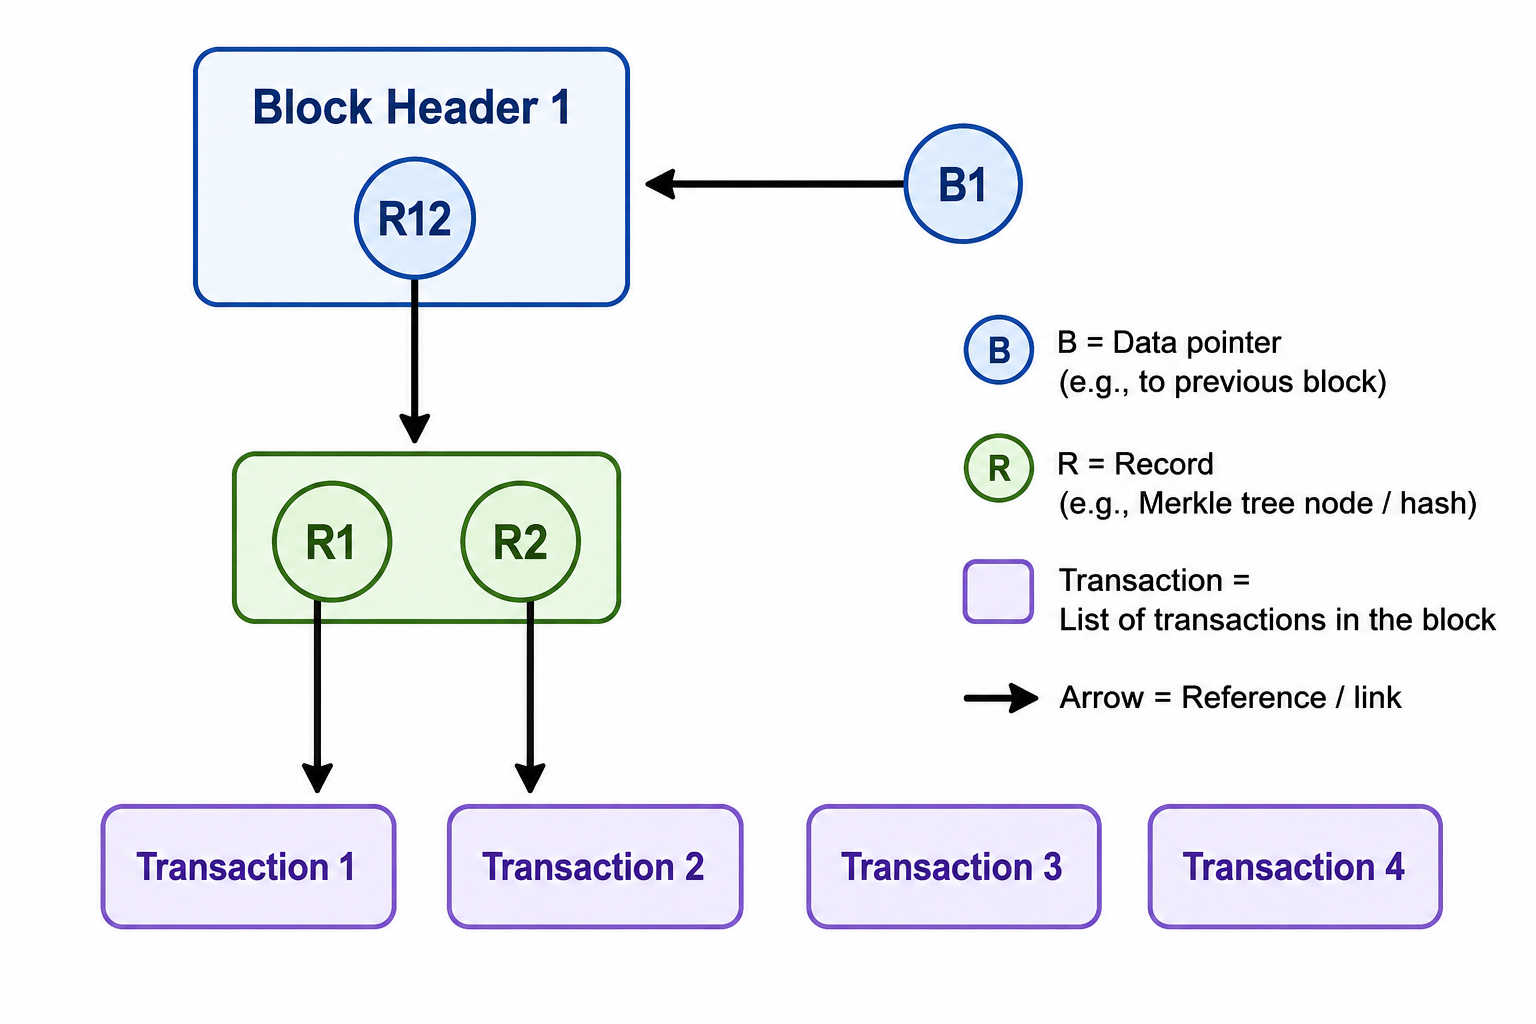 Block Header 1
R12
B1
B
B = Data pointer
(e.g., to previous block)
R
R = Record
(e.g., Merkle tree node / hash)
R1
R2
Transaction =
List of transactions in the block
Arrow = Reference / link
Transaction 1
Transaction 2
Transaction 3
Transaction 4